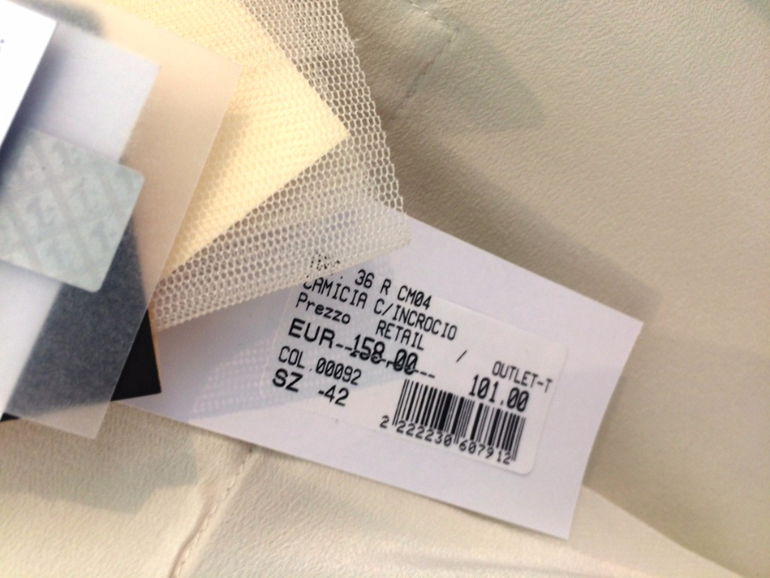 36 R CM04
CAMICIA C/INCROCIO
Prezzo RETAIL / OUTLET-T
EUR--158,00-- 101.00
COL.00092
SZ -42
2 222230 607912